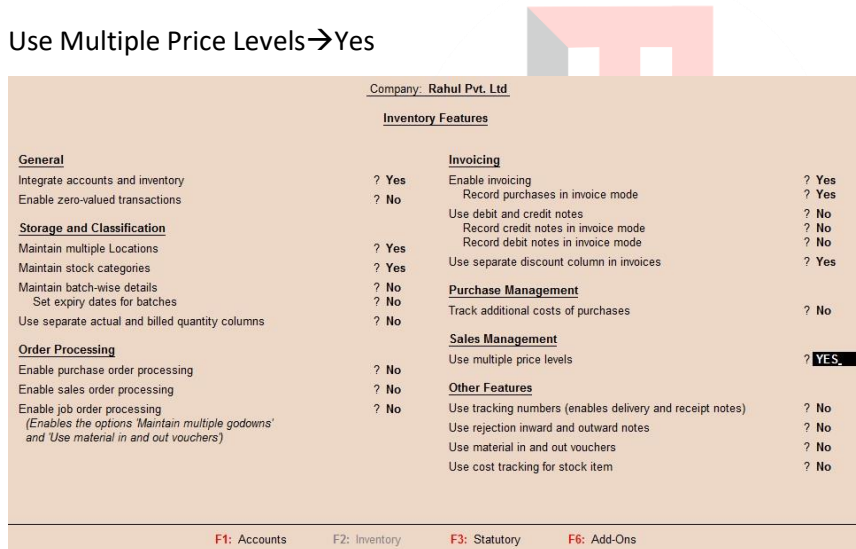 Use Multiple Price Levels→Yes
Company: Rahul Pvt. Ltd
Inventory Features
General
Integrate accounts and inventory ? Yes
Enable zero-valued transactions ? No
Storage and Classification
Maintain multiple Locations ? Yes
Maintain stock categories ? Yes
Maintain batch-wise details ? No
Set expiry dates for batches ? No
Use separate actual and billed quantity columns ? No
Order Processing
Enable purchase order processing ? No
Enable sales order processing ? No
Enable job order processing ? No
(Enables the options 'Maintain multiple godowns'
and 'Use material in and out vouchers')
Invoicing
Enable invoicing ? Yes
Record purchases in invoice mode ? Yes
Use debit and credit notes ? No
Record credit notes in invoice mode ? No
Record debit notes in invoice mode ? No
Use separate discount column in invoices ? Yes
Purchase Management
Track additional costs of purchases ? No
Sales Management
Use multiple price levels ? YES_
Other Features
Use tracking numbers (enables delivery and receipt notes) ? No
Use rejection inward and outward notes ? No
Use material in and out vouchers ? No
Use cost tracking for stock item ? No
F1: Accounts F2: Inventory F3: Statutory F6: Add-Ons